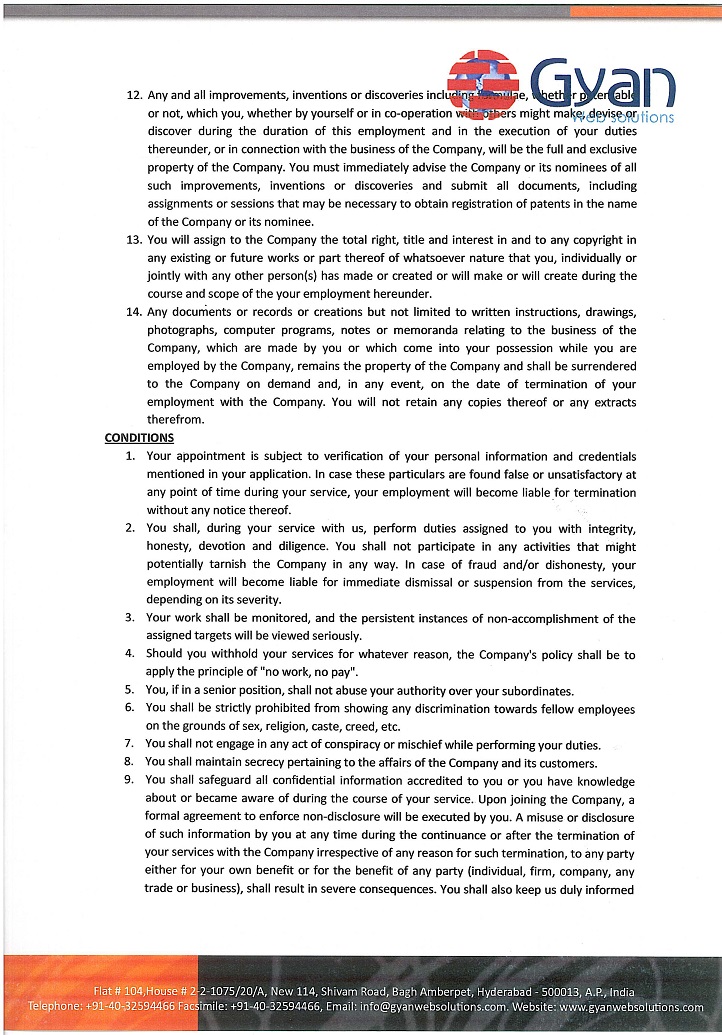 Gyan
Web Solutions
12. Any and all improvements, inventions or discoveries including formulae, whether patentable
or not, which you, whether by yourself or in co-operation with others might make, devise or
discover during the duration of this employment and in the execution of your duties
thereunder, or in connection with the business of the Company, will be the full and exclusive
property of the Company. You must immediately advise the Company or its nominees of all
such improvements, inventions or discoveries and submit all documents, including
assignments or sessions that may be necessary to obtain registration of patents in the name
of the Company or its nominee.
13. You will assign to the Company the total right, title and interest in and to any copyright in
any existing or future works or part thereof of whatsoever nature that you, individually or
jointly with any other person(s) has made or created or will make or will create during the
course and scope of the your employment hereunder.
14. Any documents or records or creations but not limited to written instructions, drawings,
photographs, computer programs, notes or memoranda relating to the business of the
Company, which are made by you or which come into your possession while you are
employed by the Company, remains the property of the Company and shall be surrendered
to the Company on demand and, in any event, on the date of termination of your
employment with the Company. You will not retain any copies thereof or any extracts
therefrom.
CONDITIONS
1. Your appointment is subject to verification of your personal information and credentials
mentioned in your application. In case these particulars are found false or unsatisfactory at
any point of time during your service, your employment will become liable for termination
without any notice thereof.
2. You shall, during your service with us, perform duties assigned to you with integrity,
honesty, devotion and diligence. You shall not participate in any activities that might
potentially tarnish the Company in any way. In case of fraud and/or dishonesty, your
employment will become liable for immediate dismissal or suspension from the services,
depending on its severity.
3. Your work shall be monitored, and the persistent instances of non-accomplishment of the
assigned targets will be viewed seriously.
4. Should you withhold your services for whatever reason, the Company's policy shall be to
apply the principle of "no work, no pay".
5. You, if in a senior position, shall not abuse your authority over your subordinates.
6. You shall be strictly prohibited from showing any discrimination towards fellow employees
on the grounds of sex, religion, caste, creed, etc.
7. You shall not engage in any act of conspiracy or mischief while performing your duties.
8. You shall maintain secrecy pertaining to the affairs of the Company and its customers.
9. You shall safeguard all confidential information accredited to you or you have knowledge
about or became aware of during the course of your service. Upon joining the Company, a
formal agreement to enforce non-disclosure will be executed by you. A misuse or disclosure
of such information by you at any time during the continuance or after the termination of
your services with the Company irrespective of any reason for such termination, to any party
either for your own benefit or for the benefit of any party (individual, firm, company, any
trade or business), shall result in severe consequences. You shall also keep us duly informed
Flat # 104,House # 2-2-1075/20/A, New 114, Shivam Road, Bagh Amberpet, Hyderabad - 500013, A.P., India
Telephone: +91-40-32594466 Facsimile: +91-40-32594466, Email: info@gyanwebsolutions.com. Website: www.gyanwebsolutions.com